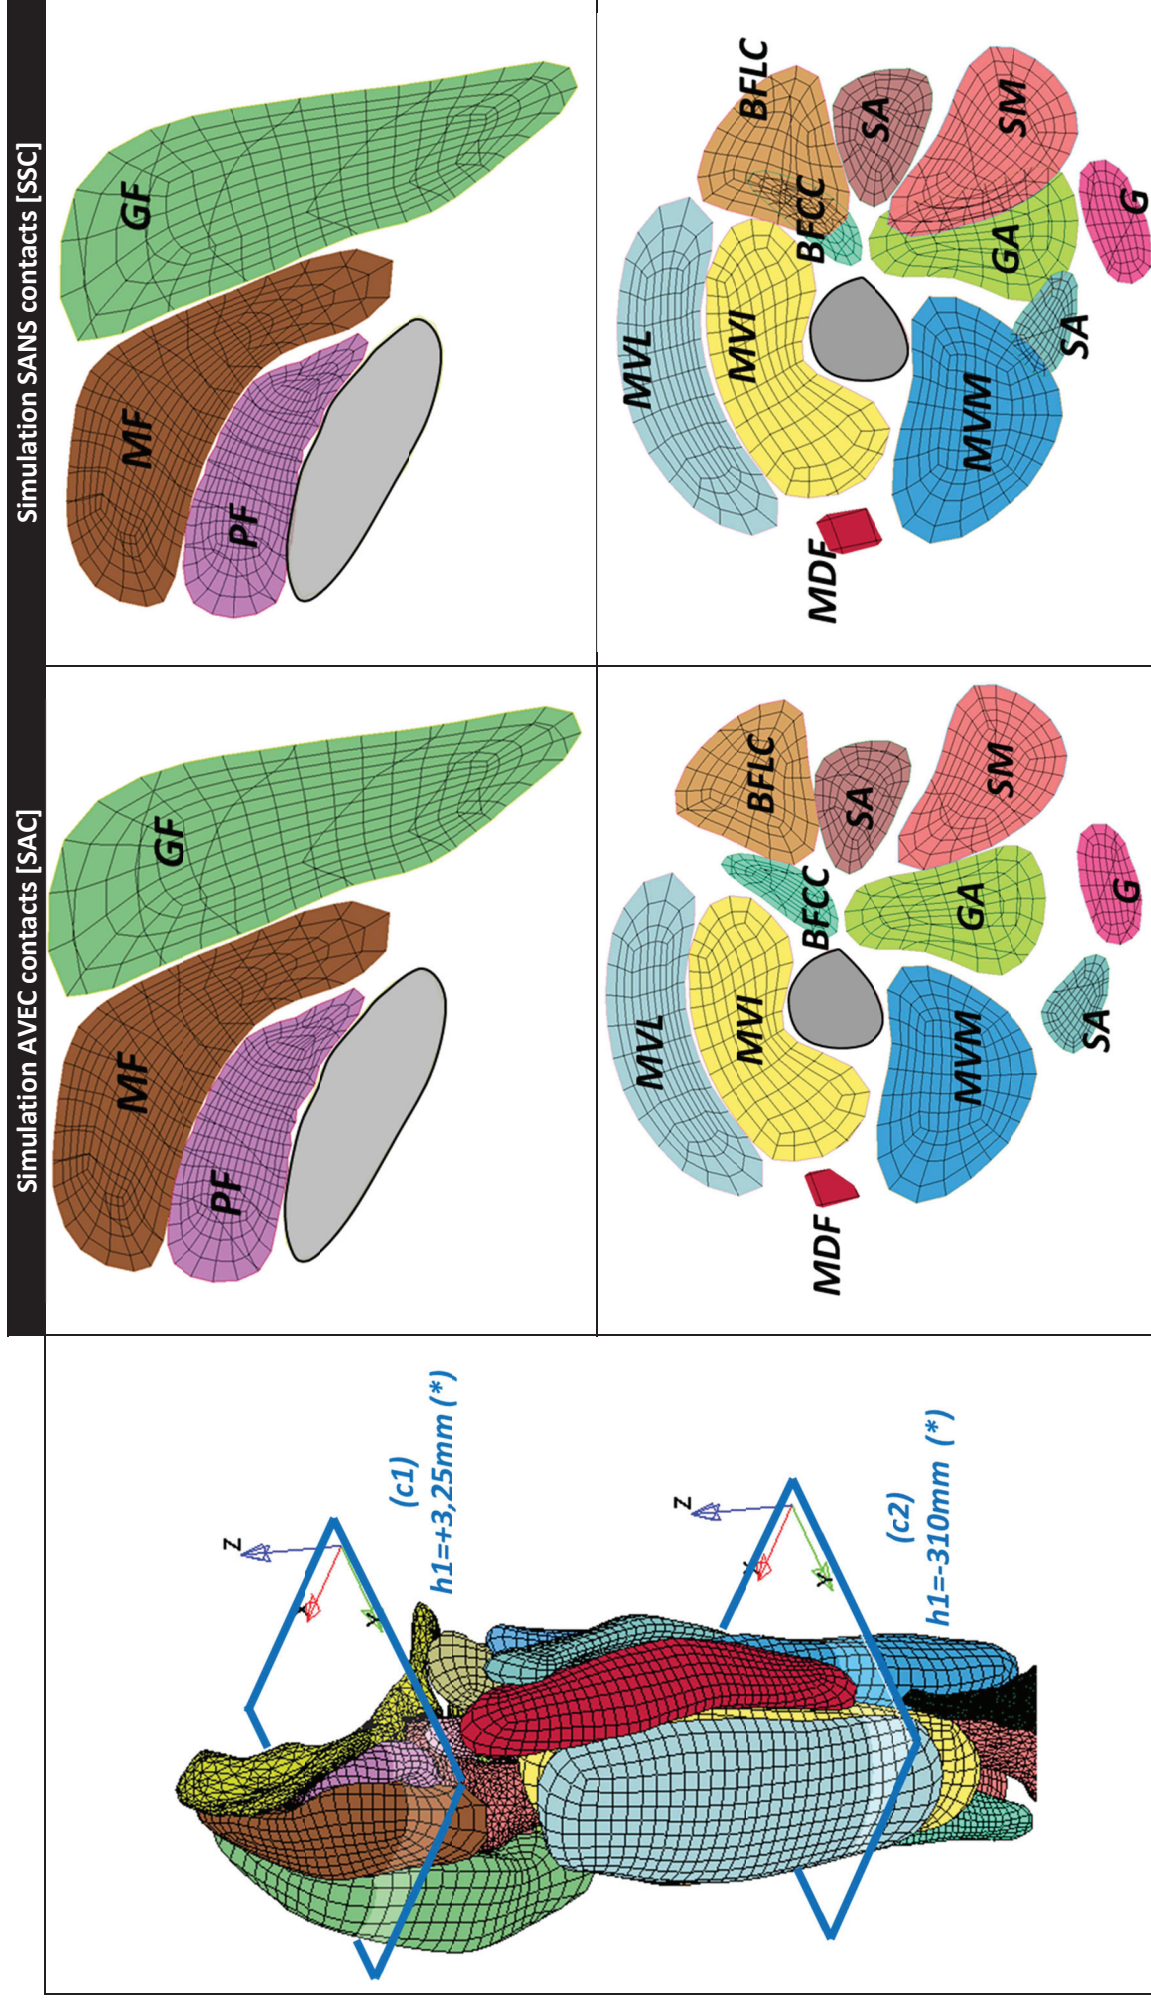 Simulation AVEC contacts [SAC]
Simulation SANS contacts [SSC]
Z
X
Y
(c1)
h1=+3,25mm (*)
GF
MF
PF
GF
MF
PF
Z
X
Y
(c2)
h1=-310mm (*)
MVL
MVI
MDF
MVM
BFLC
BFCC
SA
SM
GA
G
SA
MVL
MVI
MDF
MVM
BFLC
BFCC
SA
SM
GA
G
SA